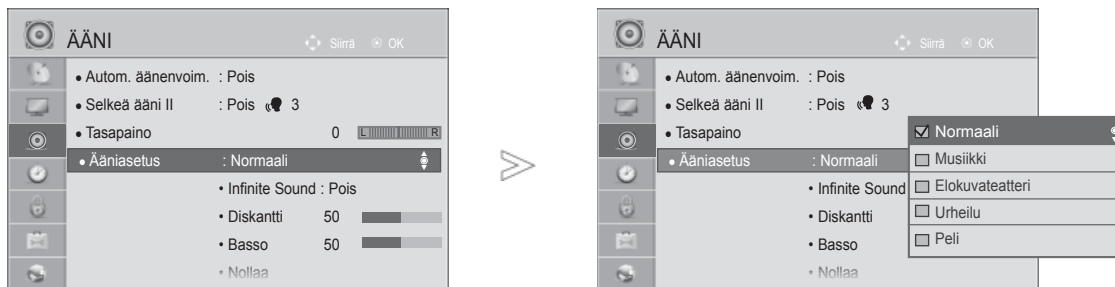 ÄÄNI
Siirrä OK
• Autom. äänenvoim. : Pois
• Selkeä ääni II : Pois 3
• Tasapaino 0 L R
• Ääniasetus : Normaali
• Infinite Sound : Pois
• Diskantti 50
• Basso 50
• Nollaa
ÄÄNI
Siirrä OK
• Autom. äänenvoim. : Pois
• Selkeä ääni II : Pois 3
• Tasapaino
• Ääniasetus : Normaali
• Infinite Sound
• Diskantti
• Basso
• Nollaa
Normaali
Musiikki
Elokuvateatteri
Urheilu
Peli